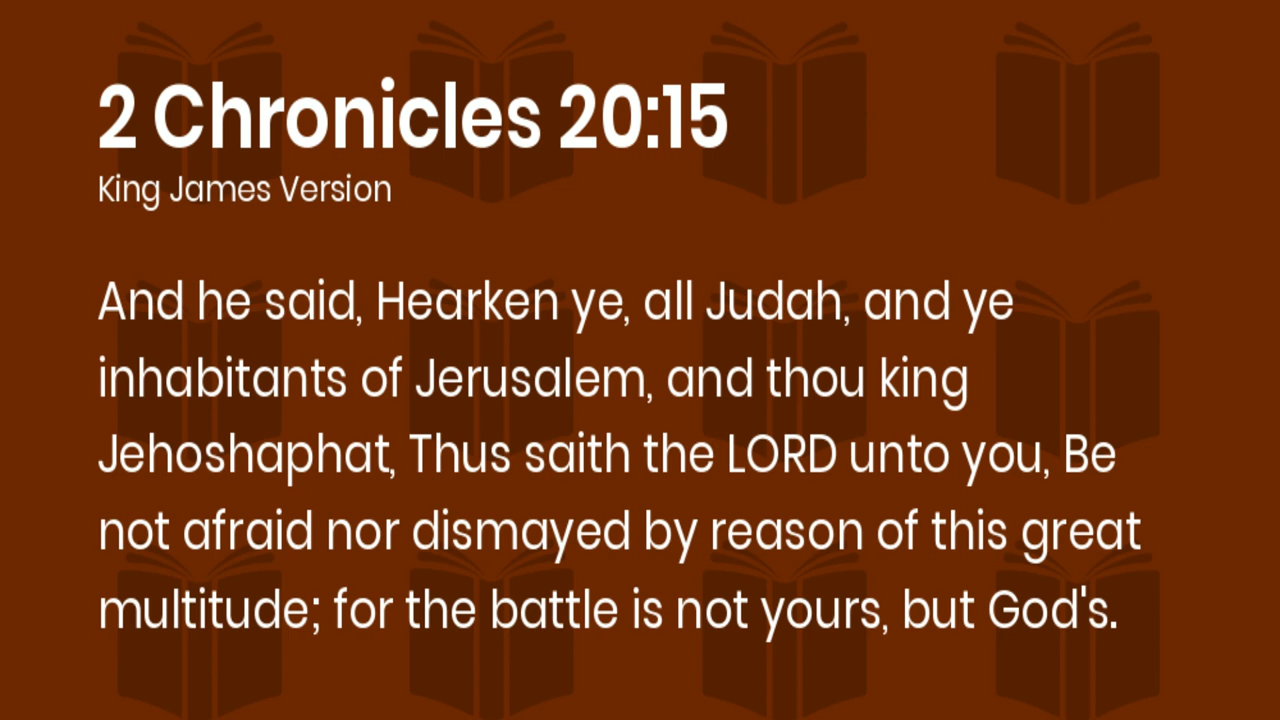 2 Chronicles 20:15
King James Version
And he said, Hearken ye, all Judah, and ye
inhabitants of Jerusalem, and thou king
Jehoshaphat, Thus saith the LORD unto you, Be
not afraid nor dismayed by reason of this great
multitude; for the battle is not yours, but God's.